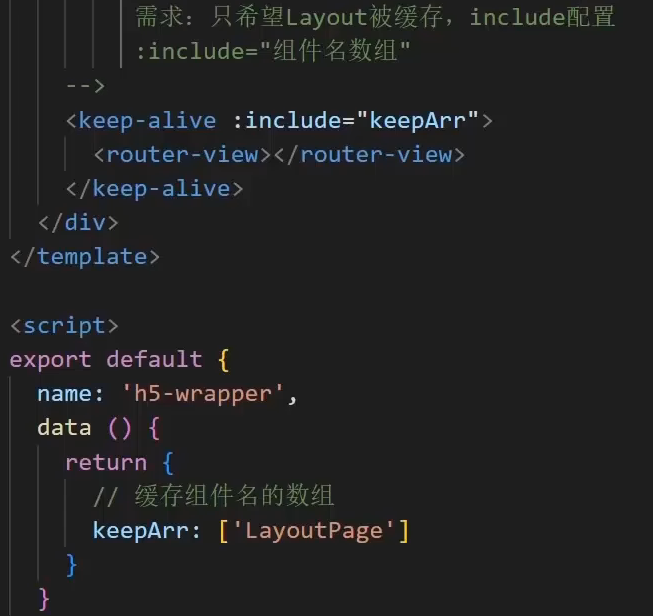 需求：只希望Layout被缓存，include配置
:include="组件名数组"
-->
<keep-alive :include="keepArr">
<router-view></router-view>
</keep-alive>
</div>
</template>
<script>
export default {
name: 'h5-wrapper',
data () {
return {
// 缓存组件名的数组
keepArr: ['LayoutPage']
}
}